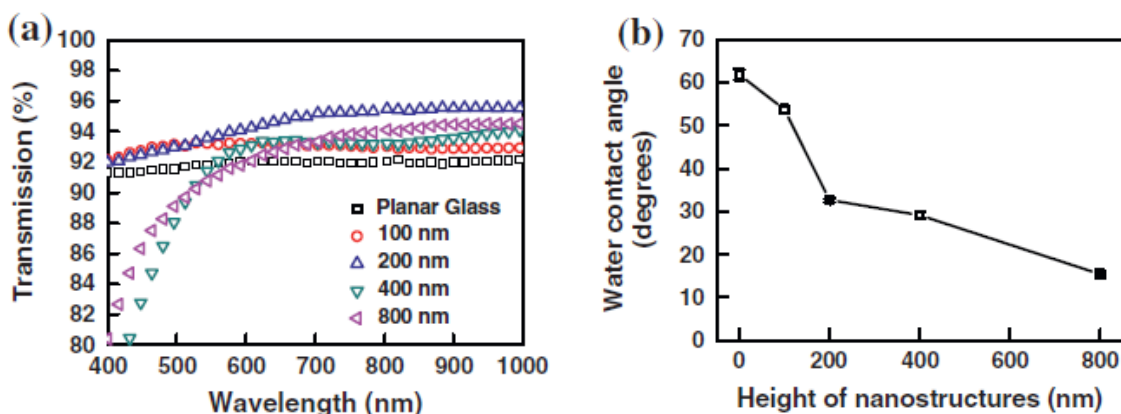 (a)
100
98
96
94
92
90
88
86
84
82
80
Transmission (%)
Planar Glass
100 nm
200 nm
400 nm
800 nm
400 500 600 700 800 900 1000
Wavelength (nm)
(b)
70
60
50
40
30
20
10
0
Water contact angle
(degrees)
0 200 400 600 800
Height of nanostructures (nm)